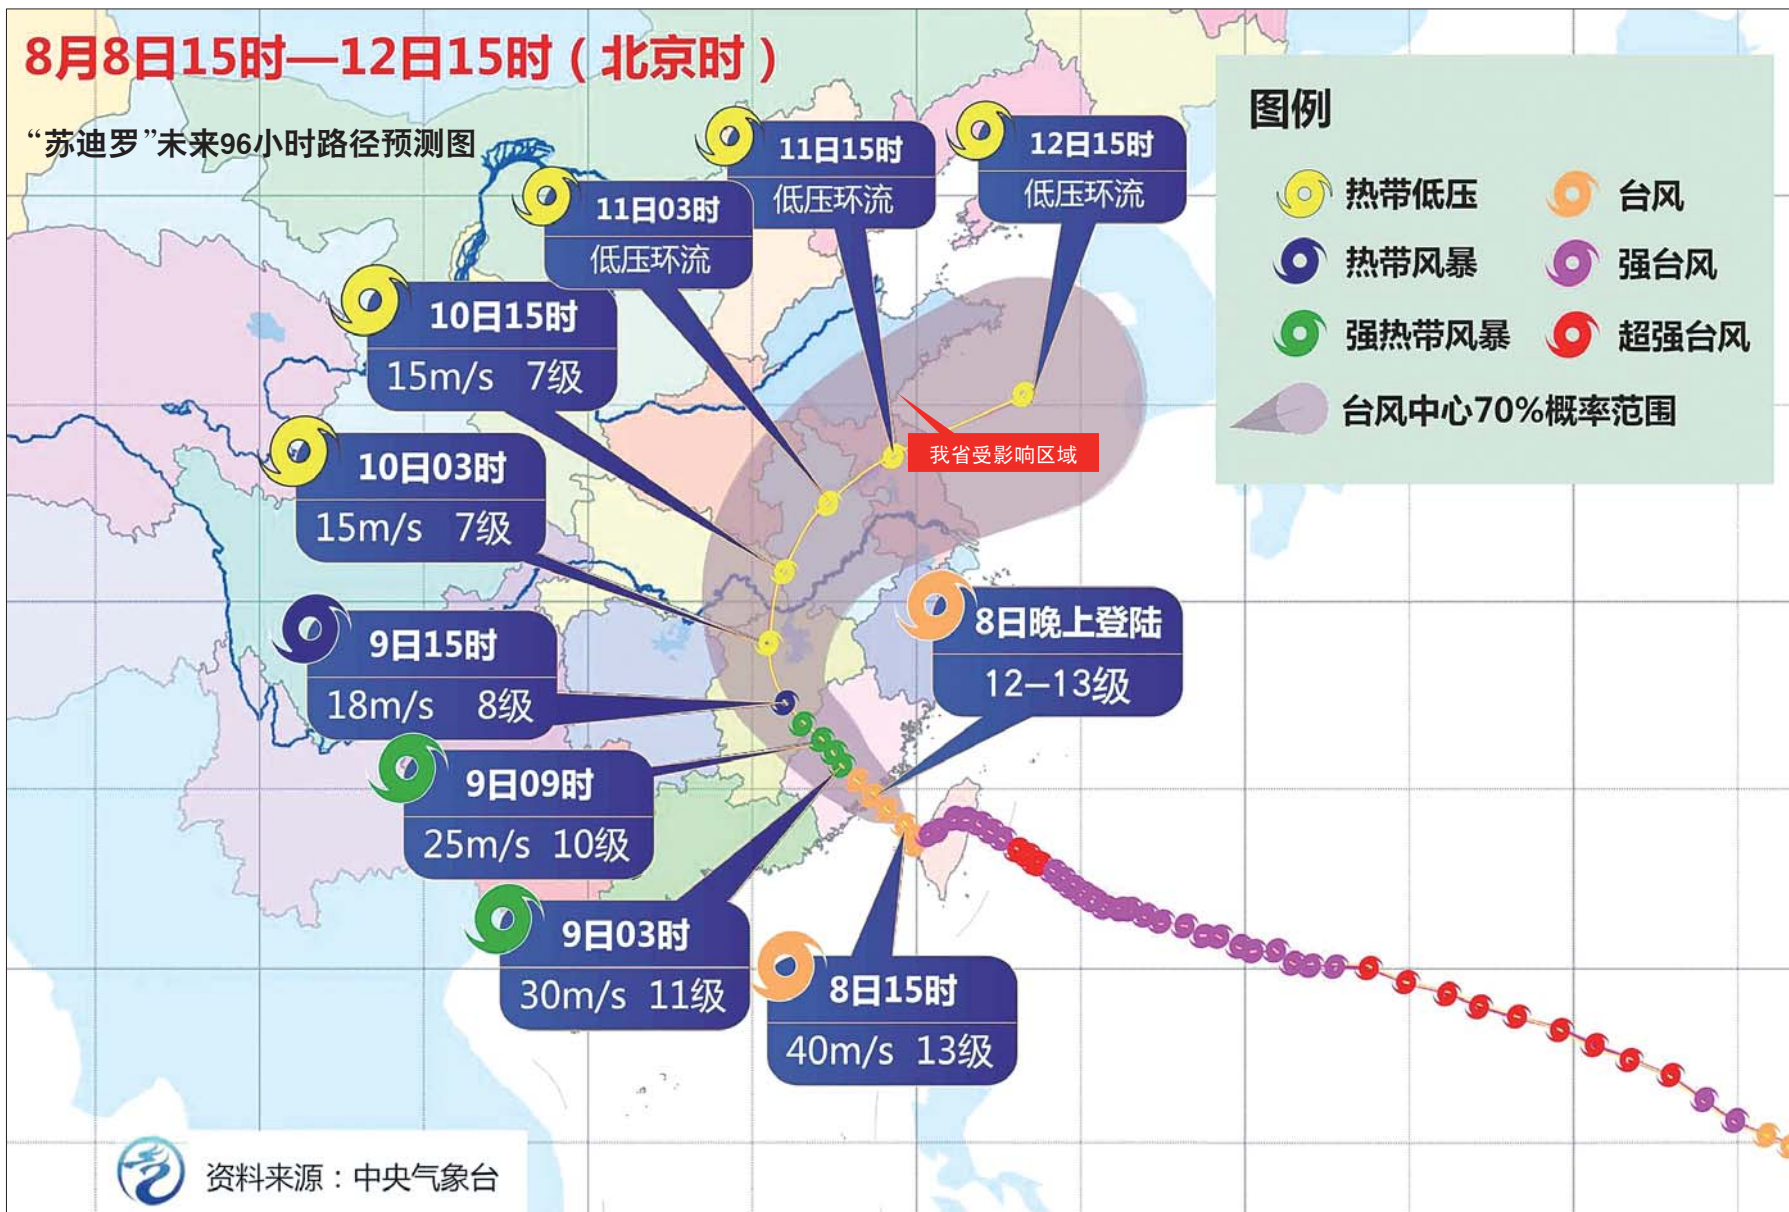 8月8日15时—12日15时（北京时）
“苏迪罗”未来96小时路径预测图
11日15时
低压环流
12日15时
低压环流
11日03时
低压环流
10日15时
15m/s 7级
10日03时
15m/s 7级
我省受影响区域
9日15时
18m/s 8级
8日晚上登陆
12—13级
9日09时
25m/s 10级
9日03时
30m/s 11级
8日15时
40m/s 13级
图例
热带低压
台风
热带风暴
强台风
强热带风暴
超强台风
台风中心70%概率范围
资料来源：中央气象台